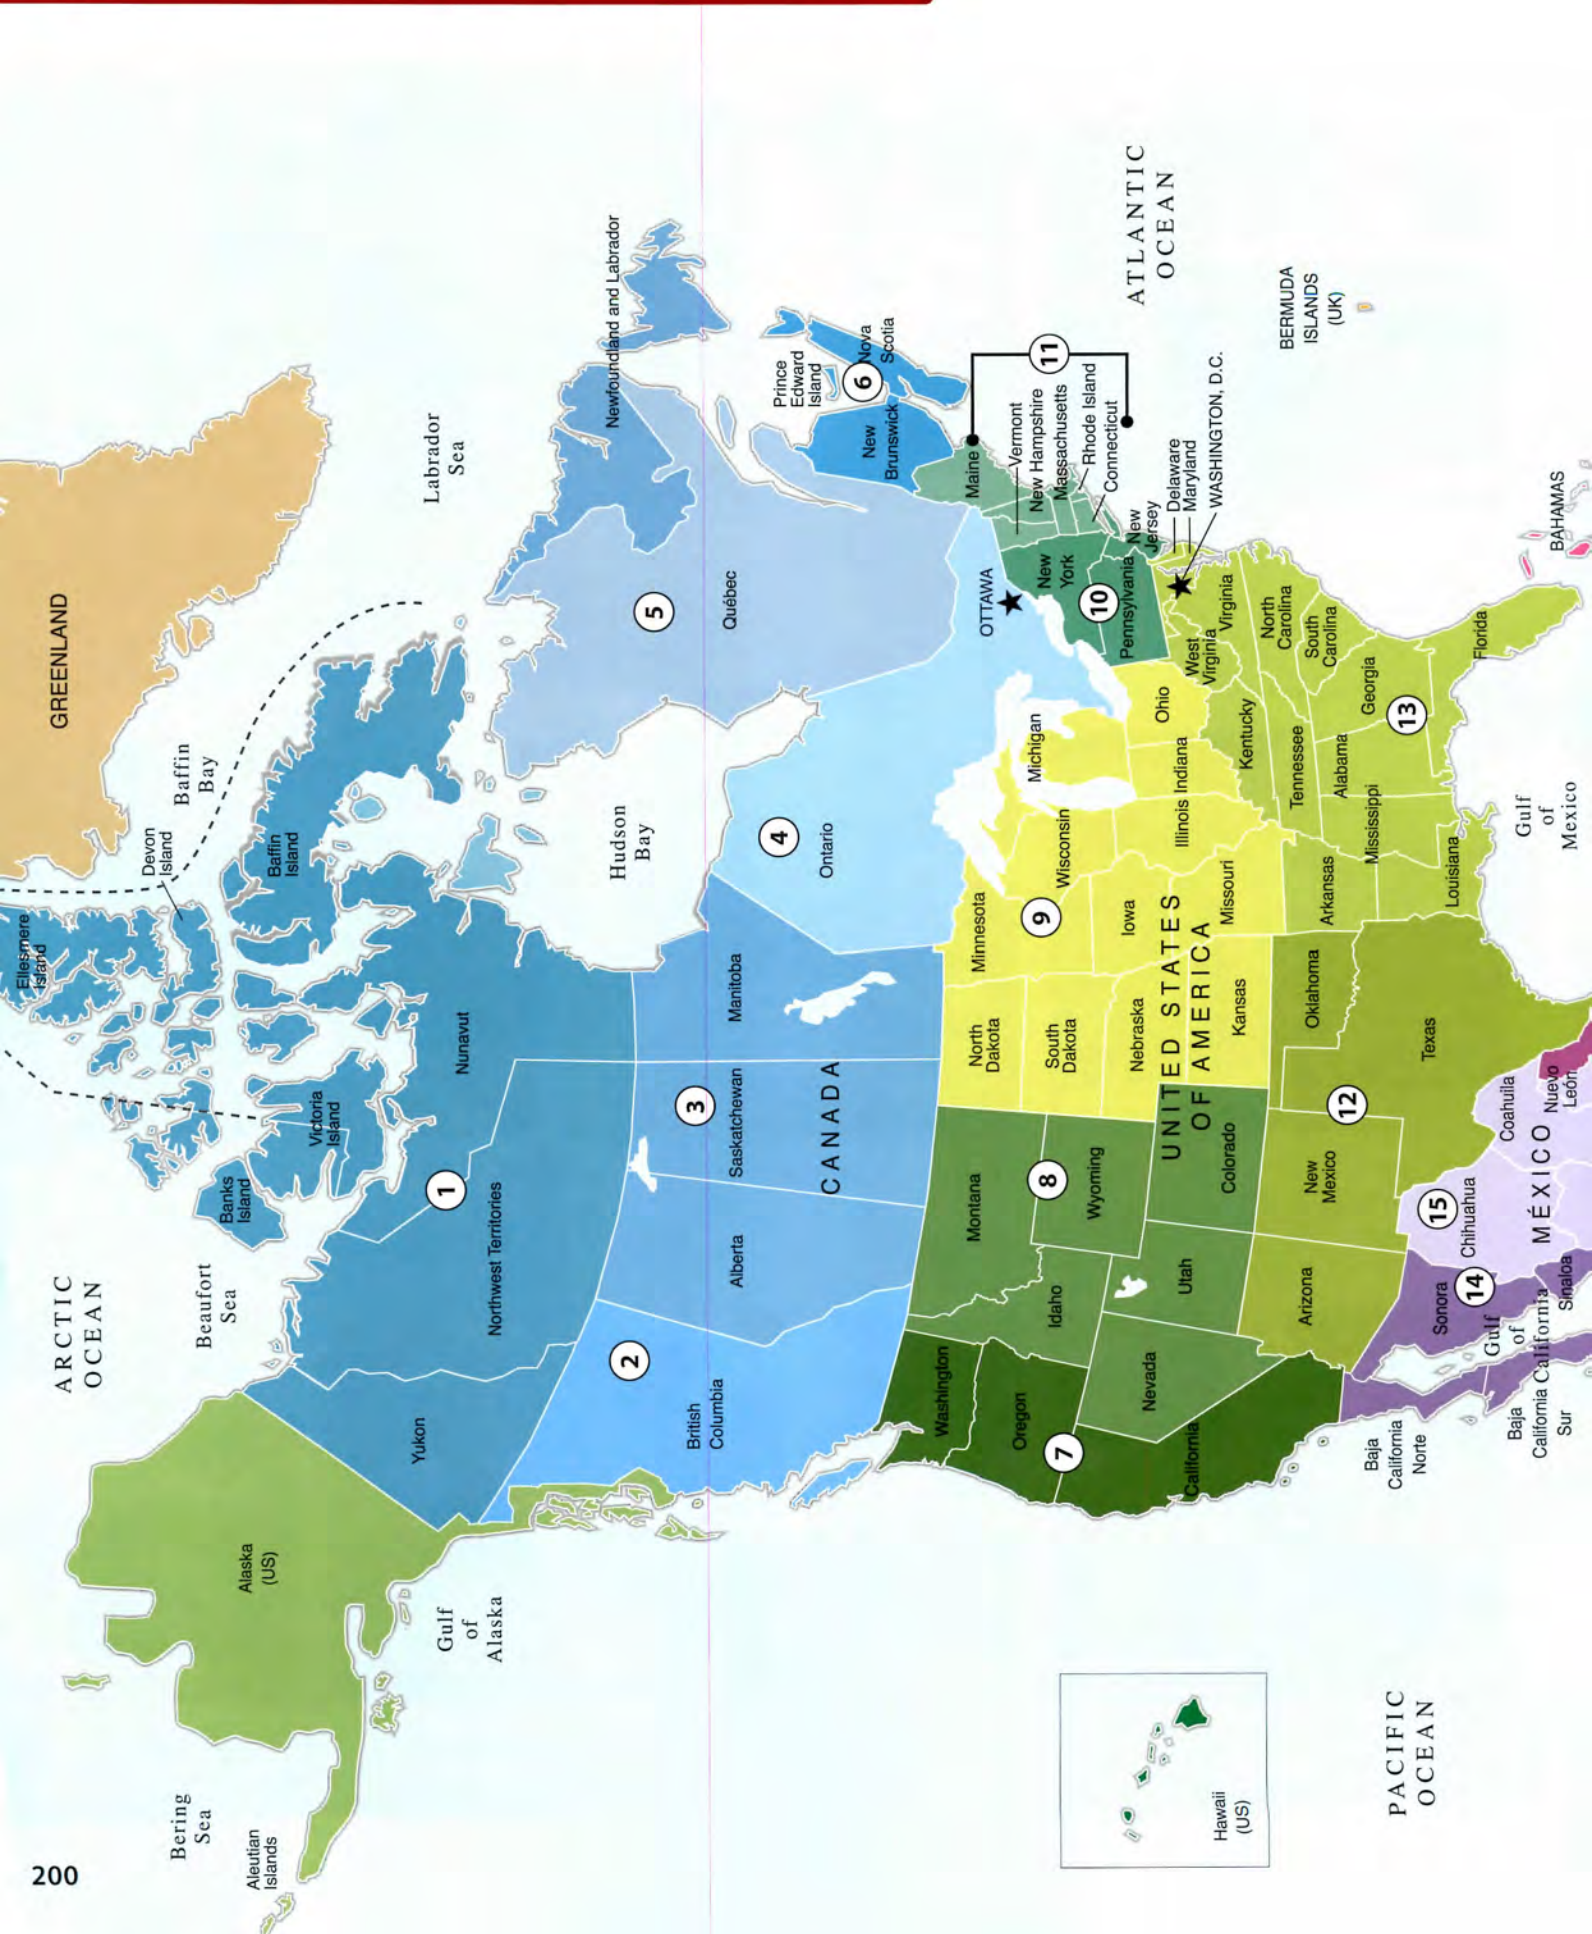 ARCTIC
OCEAN
Beaufort
Sea
Bering
Sea
Aleutian
Islands
200
Alaska
(US)
Gulf
of
Alaska
GREENLAND
Baffin
Bay
Devon
Island
Ellesmere
Island
Baffin
Island
Banks
Island
Victoria
Island
Labrador
Sea
Hudson
Bay
1
Yukon
Northwest Territories
Nunavut
2
British
Columbia
3
Alberta
Saskatchewan
Manitoba
CANADA
4
Ontario
OTTAWA
5
Québec
Newfoundland and Labrador
6
Prince
Edward
Island
Nova
Scotia
New
Brunswick
ATLANTIC
OCEAN
BERMUDA
ISLANDS
(UK)
BAHAMAS
7
Washington
Oregon
California
8
Montana
Idaho
Wyoming
Nevada
Utah
Colorado
UNITED STATES
OF AMERICA
9
North
Dakota
South
Dakota
Nebraska
Kansas
Minnesota
Iowa
Missouri
Wisconsin
Illinois
Indiana
Michigan
Ohio
10
New
York
Pennsylvania
New
Jersey
11
Maine
Vermont
New Hampshire
Massachusetts
Rhode Island
Connecticut
Delaware
Maryland
WASHINGTON, D.C.
12
Arizona
New
Mexico
Texas
Oklahoma
13
Arkansas
Louisiana
Mississippi
Alabama
Tennessee
Kentucky
West
Virginia
Virginia
North
Carolina
South
Carolina
Georgia
Florida
Gulf
of
Mexico
14
Sonora
Sinaloa
Gulf
of
California
Baja
California
Norte
Baja
California
Sur
15
Chihuahua
Coahuila
Nuevo
León
MÉXICO
PACIFIC
OCEAN
Hawaii
(US)